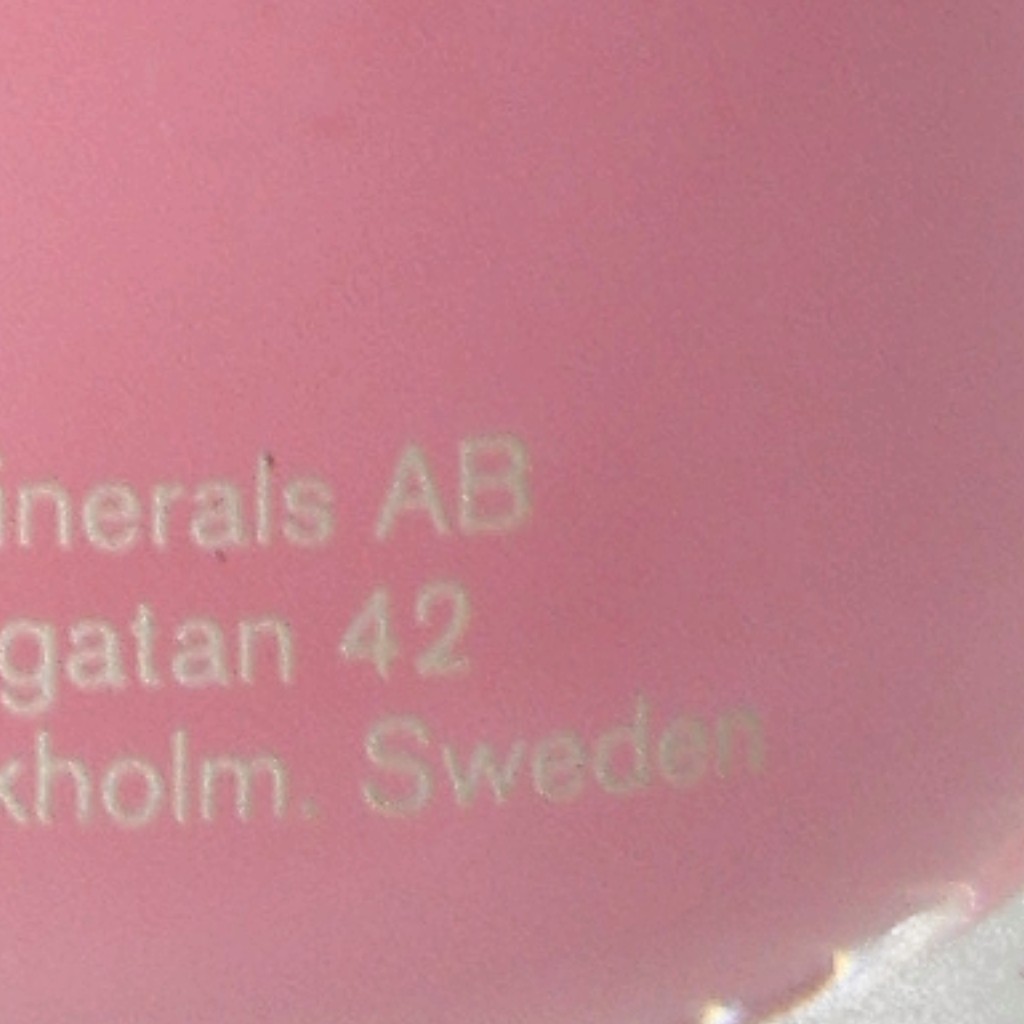 inerals AB
gatan 42
kholm. Sweden